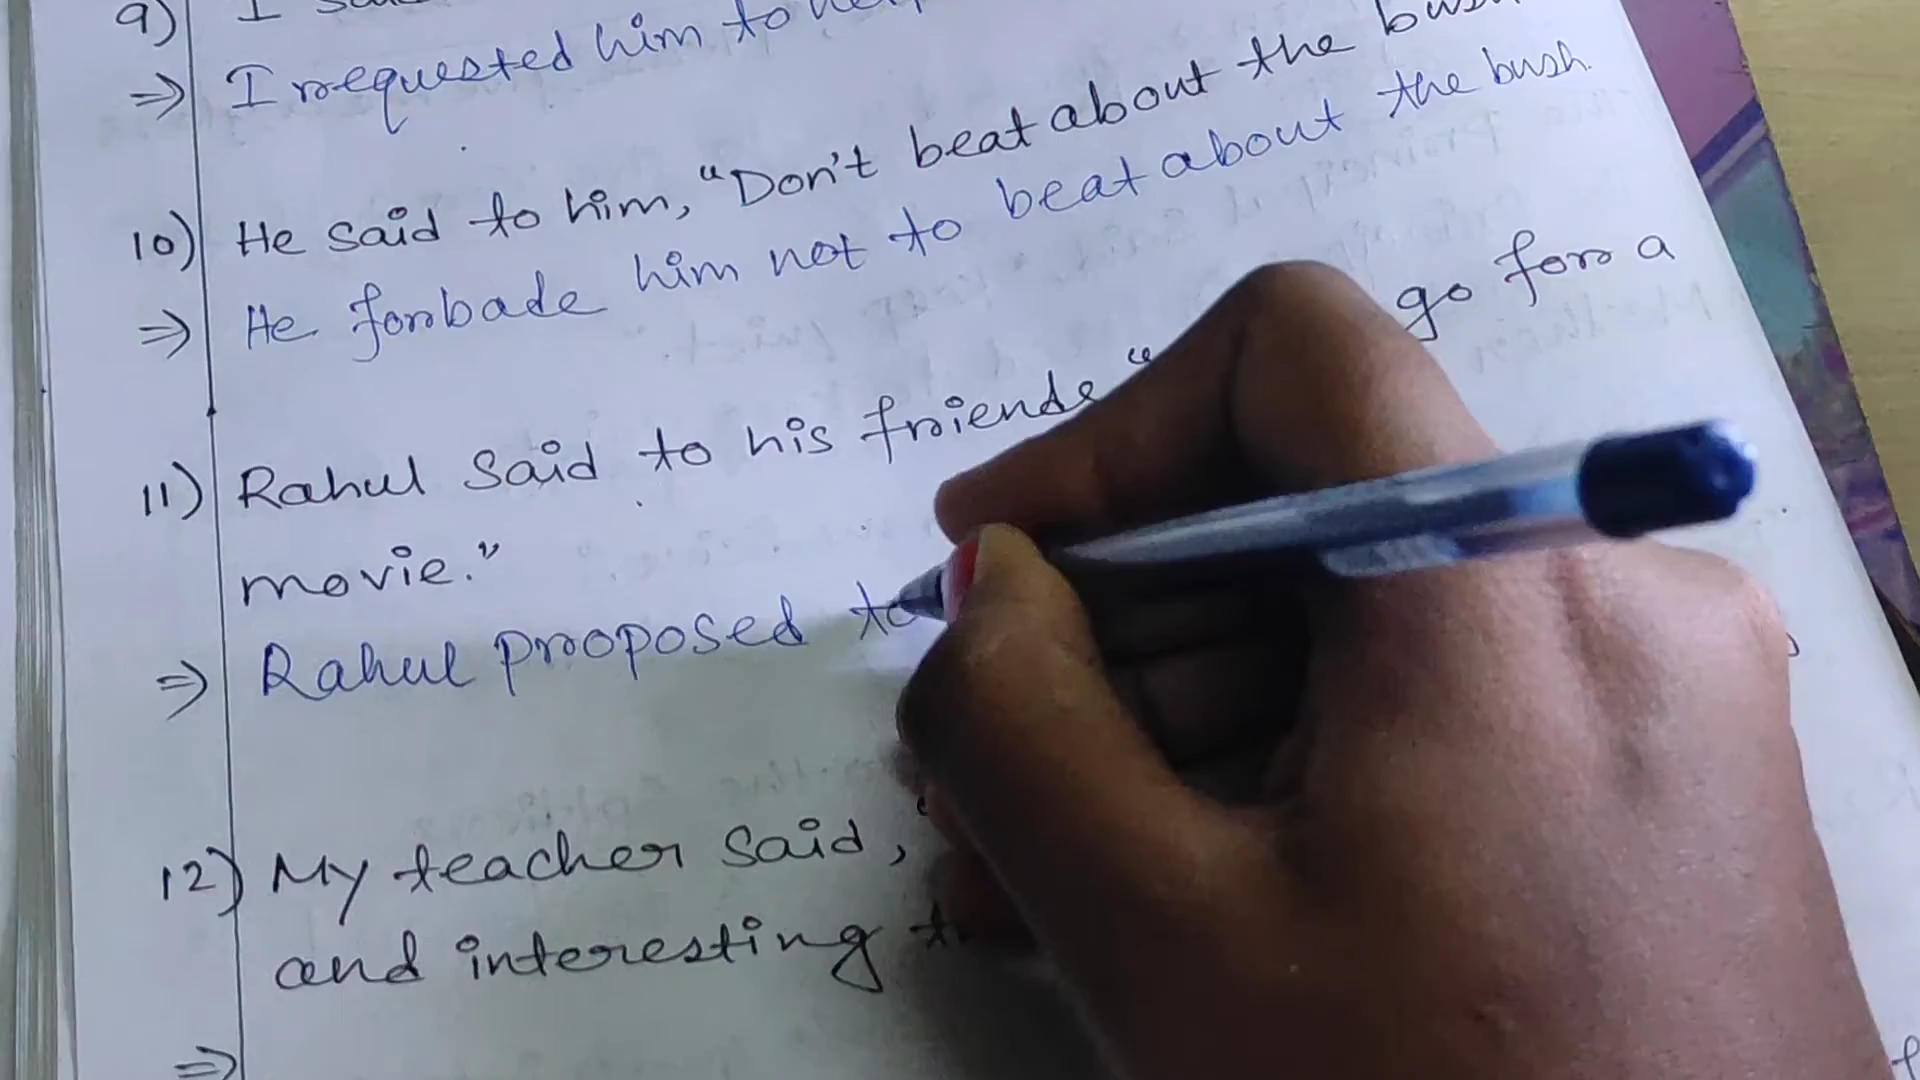 9) I
⇒ I requested him to
10) He said to him, "Don't beat about the bush
⇒ He forbade him not to beat about the bush.
11) Rahul said to his friends " go for a
movie."
⇒ Rahul proposed to
12) My teacher said, "
and interesting
⇒